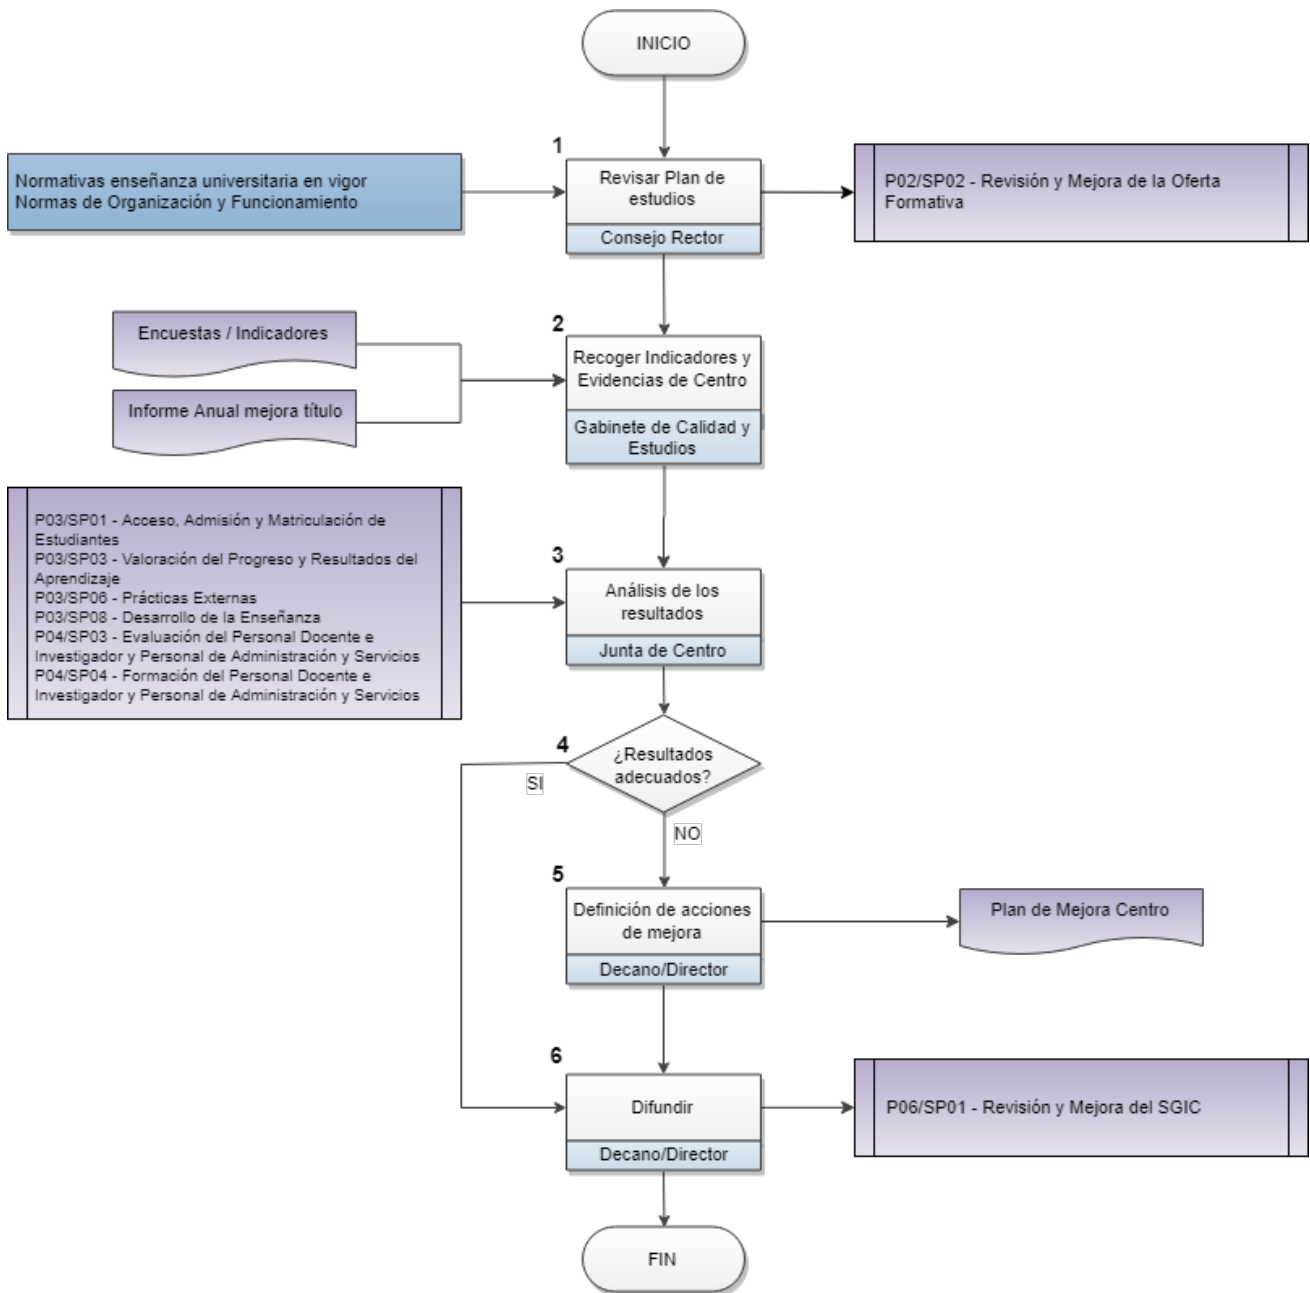 INICIO
1
Normativas enseñanza universitaria en vigor
Normas de Organización y Funcionamiento
Revisar Plan de
estudios
Consejo Rector
P02/SP02 - Revisión y Mejora de la Oferta
Formativa
Encuestas / Indicadores
Informe Anual mejora título
2
Recoger Indicadores y
Evidencias de Centro
Gabinete de Calidad y
Estudios
P03/SP01 - Acceso, Admisión y Matriculación de
Estudiantes
P03/SP03 - Valoración del Progreso y Resultados del
Aprendizaje
P03/SP06 - Prácticas Externas
P03/SP08 - Desarrollo de la Enseñanza
P04/SP03 - Evaluación del Personal Docente e
Investigador y Personal de Administración y Servicios
P04/SP04 - Formación del Personal Docente e
Investigador y Personal de Administración y Servicios
3
Análisis de los
resultados
Junta de Centro
4
¿Resultados
adecuados?
SI
NO
5
Definición de acciones
de mejora
Decano/Director
Plan de Mejora Centro
6
Difundir
Decano/Director
P06/SP01 - Revisión y Mejora del SGIC
FIN